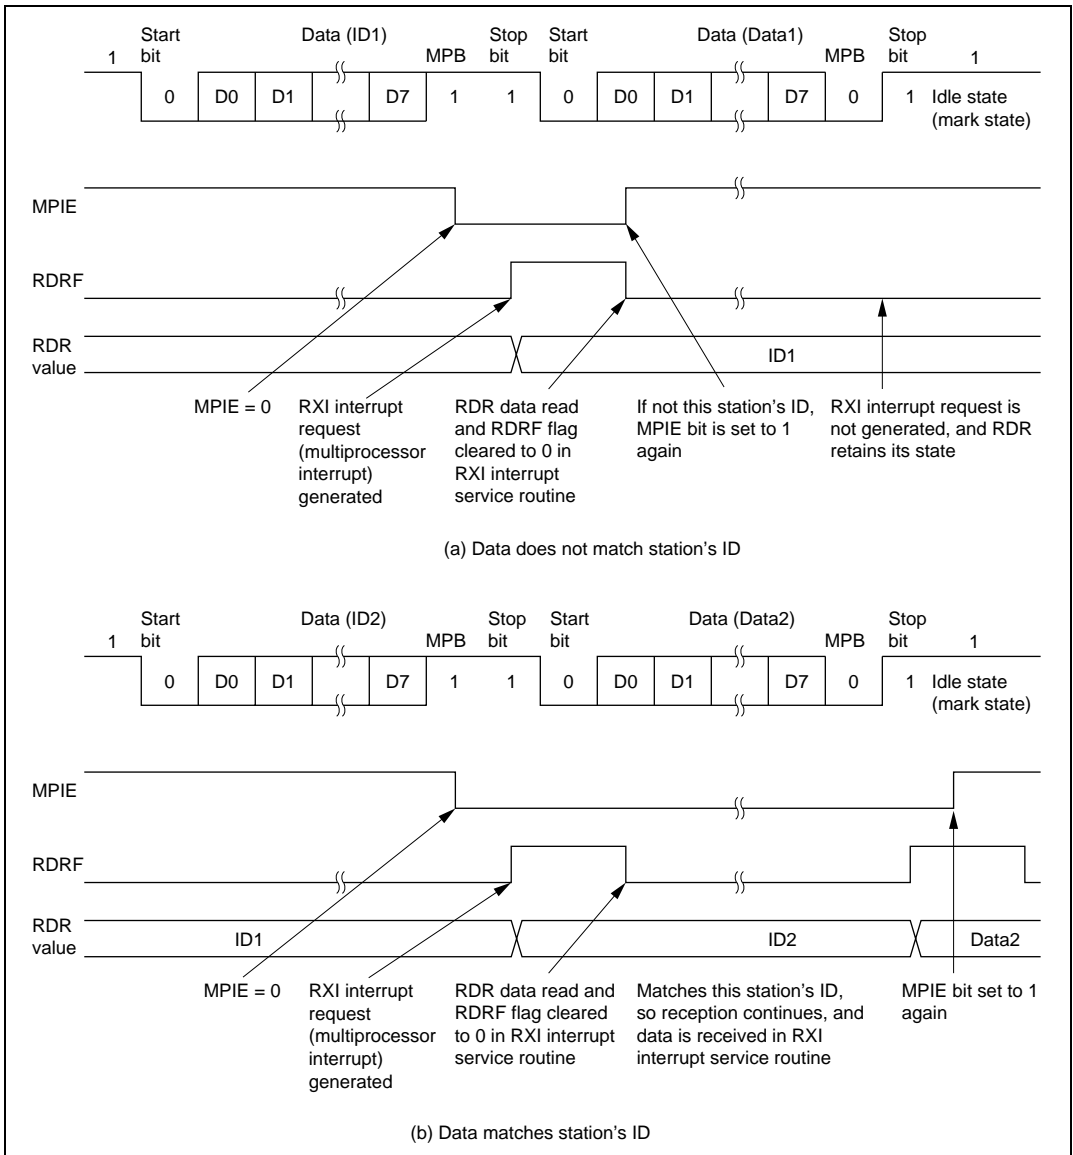 Start Data (ID1) Stop Start Data (Data1) Stop
1 bit MPB bit bit MPB bit 1
0 D0 D1 D7 1 1 0 D0 D1 D7 0 1 Idle state
(mark state)
MPIE
RDRF
RDR
value
ID1
MPIE = 0
RXI interrupt
request
(multiprocessor
interrupt)
generated
RDR data read
and RDRF flag
cleared to 0 in
RXI interrupt
service routine
If not this station's ID,
MPIE bit is set to 1
again
RXI interrupt request is
not generated, and RDR
retains its state
(a) Data does not match station's ID
Start Data (ID2) Stop Start Data (Data2) Stop
1 bit MPB bit bit MPB bit 1
0 D0 D1 D7 1 1 0 D0 D1 D7 0 1 Idle state
(mark state)
MPIE
RDRF
RDR
value
ID1 ID2 Data2
MPIE = 0
RXI interrupt
request
(multiprocessor
interrupt)
generated
RDR data read and
RDRF flag cleared
to 0 in RXI interrupt
service routine
Matches this station's ID,
so reception continues, and
data is received in RXI
interrupt service routine
MPIE bit set to 1
again
(b) Data matches station's ID